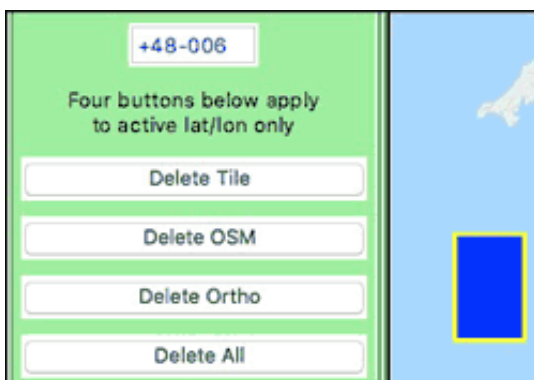 +48-006
Four buttons below apply
to active lat/lon only
Delete Tile
Delete OSM
Delete Ortho
Delete All